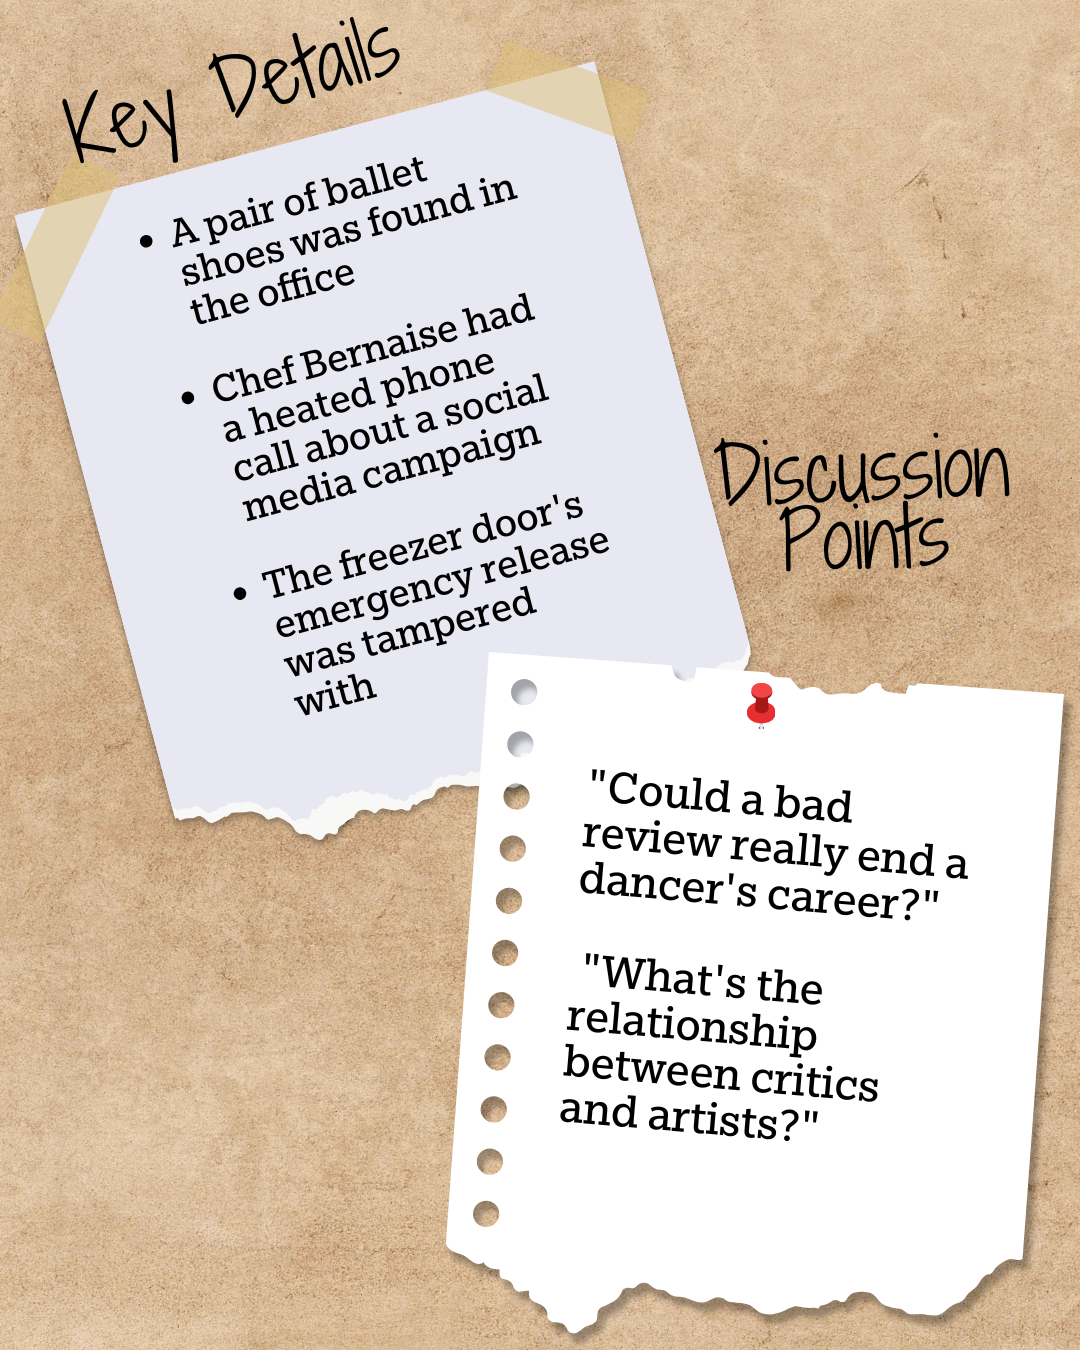 Key Details
• A pair of ballet
shoes was found in
the office
• Chef Bernaise had
a heated phone
call about a social
media campaign
• The freezer door's
emergency release
was tampered
with
Discussion
Points
"Could a bad
review really end a
dancer's career?"
"What's the
relationship
between critics
and artists?"